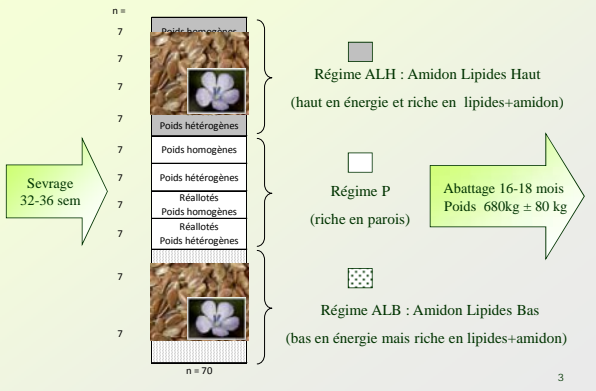 n =
7
Poids homogènes
7
7
7
Poids hétérogènes
7
Poids homogènes
7
Poids hétérogènes
7
Réallotés
Poids homogènes
7
Réallotés
Poids hétérogènes
7
7
n = 70
Sevrage
32-36 sem
Régime ALH : Amidon Lipides Haut
(haut en énergie et riche en lipides+amidon)
Régime P
(riche en parois)
Régime ALB : Amidon Lipides Bas
(bas en énergie mais riche en lipides+amidon)
Abattage 16-18 mois
Poids 680kg ± 80 kg
3